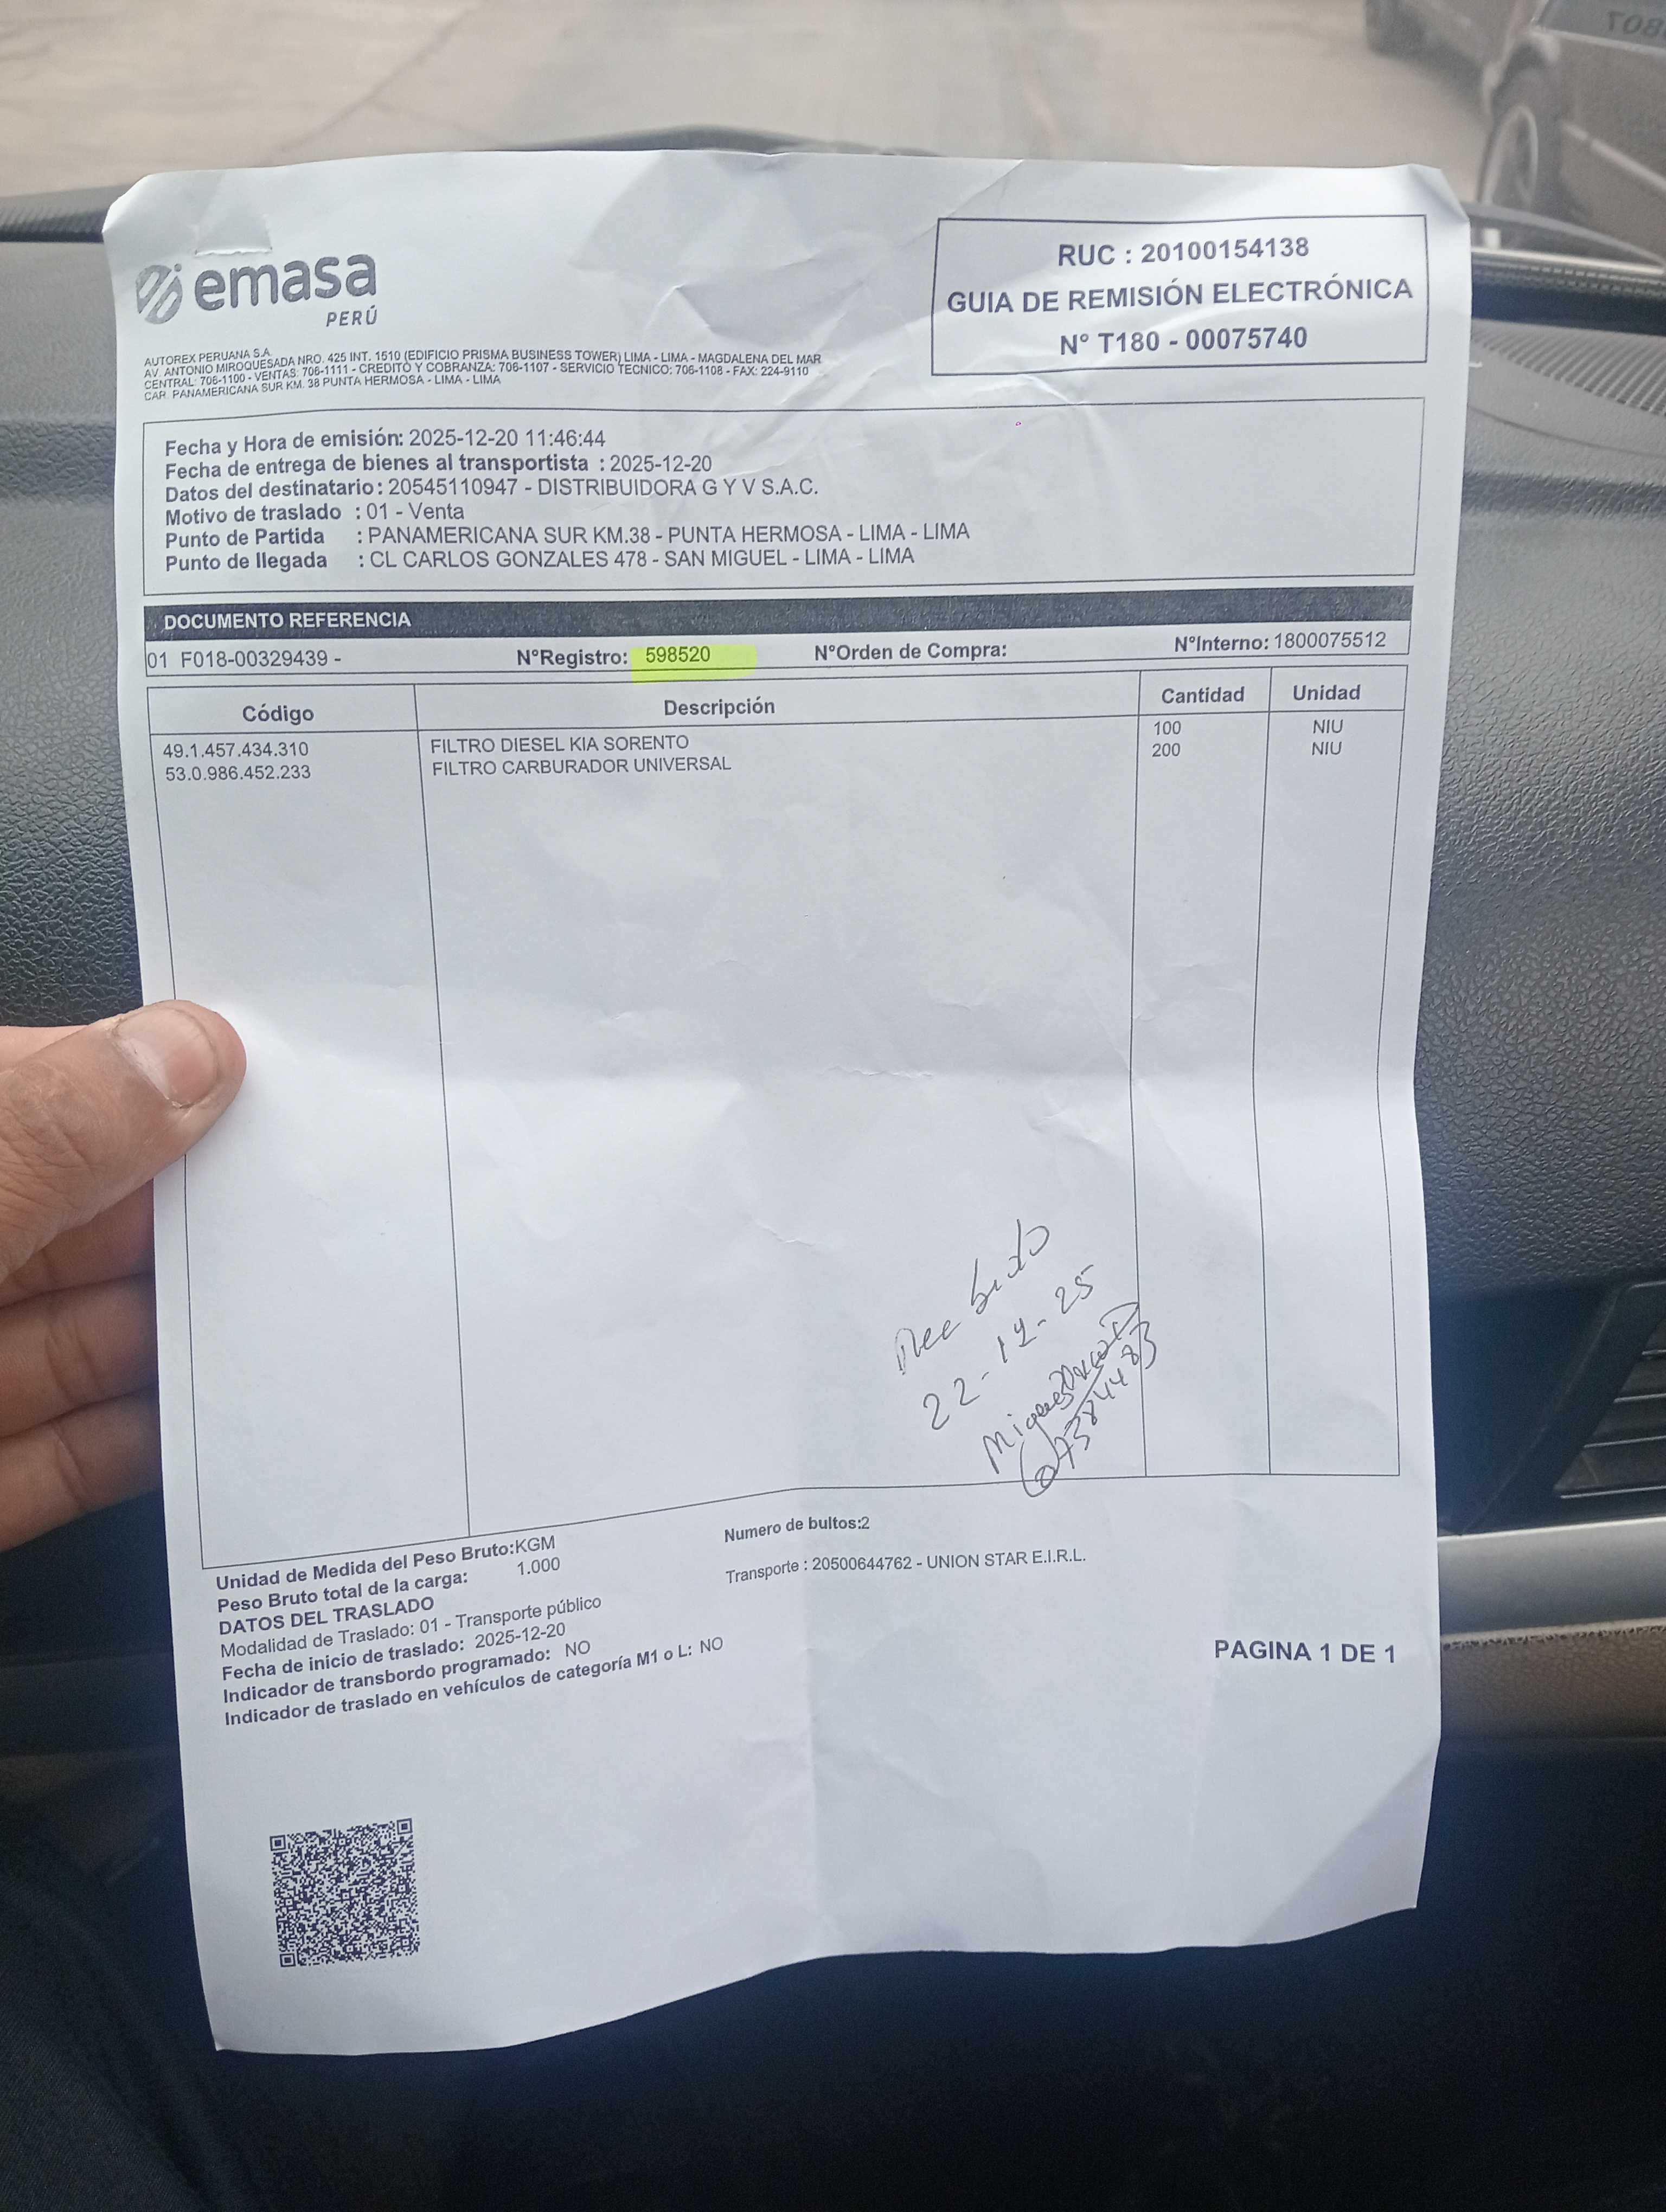 emasa
PERÚ
RUC : 20100154138
GUIA DE REMISIÓN ELECTRÓNICA
N° T180 - 00075740
AUTOREX PERUANA S.A.
AV. ANTONIO MIROQUESADA NRO. 425 INT. 1510 (EDIFICIO PRISMA BUSINESS TOWER) LIMA - LIMA - MAGDALENA DEL MAR
CENTRAL: 706-1100 - VENTAS: 706-1111 - CREDITO Y COBRANZA: 706-1107 - SERVICIO TECNICO: 706-1108 - FAX: 224-9110
CAR. PANAMERICANA SUR KM. 38 PUNTA HERMOSA - LIMA - LIMA
Fecha y Hora de emisión: 2025-12-20 11:46:44
Fecha de entrega de bienes al transportista : 2025-12-20
Datos del destinatario: 20545110947 - DISTRIBUIDORA G Y V S.A.C.
Motivo de traslado : 01 - Venta
Punto de Partida : PANAMERICANA SUR KM.38 - PUNTA HERMOSA - LIMA - LIMA
Punto de llegada : CL CARLOS GONZALES 478 - SAN MIGUEL - LIMA - LIMA
DOCUMENTO REFERENCIA
01 F018-00329439 - N°Registro: 598520 N°Orden de Compra: N°Interno: 1800075512
Código Descripción Cantidad Unidad
49.1.457.434.310 FILTRO DIESEL KIA SORENTO 100 NIU
53.0.986.452.233 FILTRO CARBURADOR UNIVERSAL 200 NIU
22-12-25
Unidad de Medida del Peso Bruto:KGM
Peso Bruto total de la carga: 1.000
DATOS DEL TRASLADO
Modalidad de Traslado: 01 - Transporte público
Fecha de inicio de traslado: 2025-12-20
Indicador de transbordo programado: NO
Indicador de traslado en vehículos de categoría M1 o L: NO
Numero de bultos:2
Transporte : 20500644762 - UNION STAR E.I.R.L.
PAGINA 1 DE 1